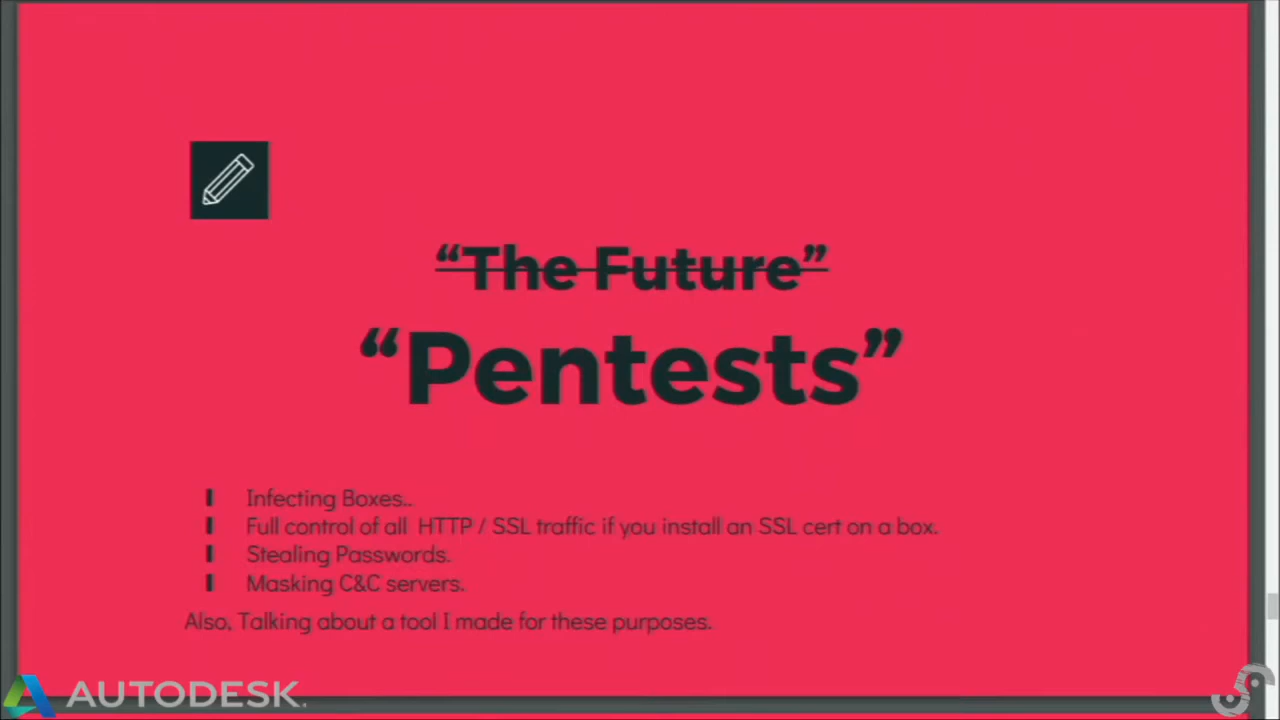 “The Future”
“Pentests”
Infecting Boxes..
Full control of all HTTP / SSL traffic if you install an SSL cert on a box.
Stealing Passwords.
Masking C&C servers.
Also, Talking about a tool I made for these purposes.
AUTODESK.